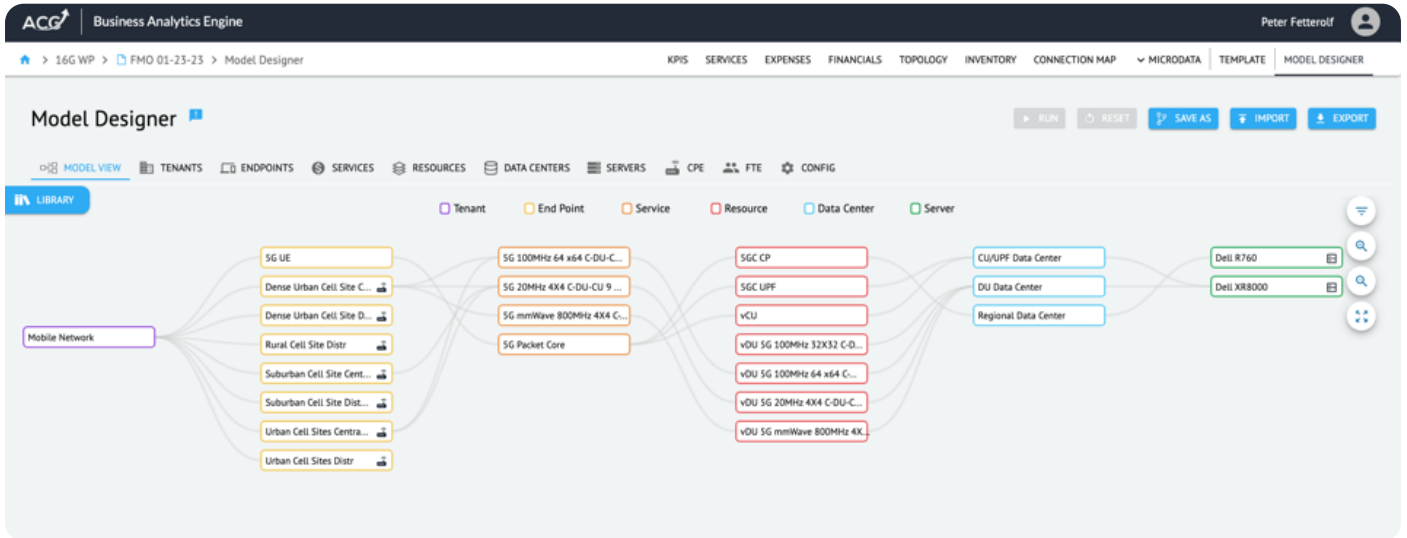 ACG Business Analytics Engine Peter Fetterolf
> 16G WP > FMO 01-23-23 > Model Designer KPIS SERVICES EXPENSES FINANCIALS TOPOLOGY INVENTORY CONNECTION MAP MICRODATA TEMPLATE MODEL DESIGNER
Model Designer RUN RESET SAVE AS IMPORT EXPORT
MODEL VIEW TENANTS ENDPOINTS SERVICES RESOURCES DATA CENTERS SERVERS CPE FTE CONFIG
LIBRARY
Tenant End Point Service Resource Data Center Server
5G UE 5G 100MHz 64 x64 C-DU-C... 5GC CP CU/UPF Data Center Dell R760
Dense Urban Cell Site C... 5G 20MHz 4X4 C-DU-CU 9 ... 5GC UPF DU Data Center Dell XR8000
Dense Urban Cell Site D... 5G mmWave 800MHz 4X4 C-... vCU Regional Data Center
Mobile Network
Rural Cell Site Distr 5G Packet Core vDU 5G 100MHz 32X32 C-D...
Suburban Cell Site Cent... vDU 5G 100MHz 64 x64 C-...
Suburban Cell Site Dist... vDU 5G 20MHz 4X4 C-DU-C...
Urban Cell Sites Centra... vDU 5G mmWave 800MHz 4X...
Urban Cell Sites Distr